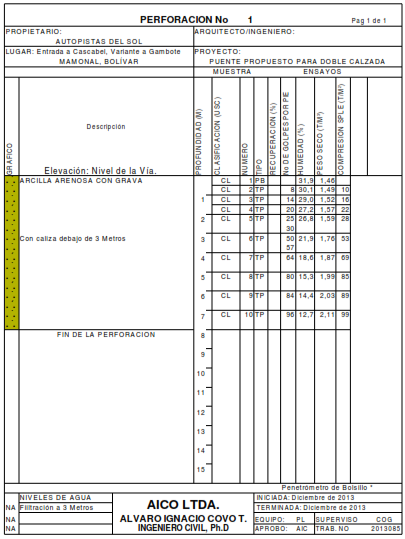 PERFORACION No 1 Pag 1 de 1
PROPIETARIO: ARQUITECTO/INGENIERO:
AUTOPISTAS DEL SOL
LUGAR: Entrada a Cascabel, Variante a Gambote PROYECTO:
MAMONAL, BOLÍVAR PUENTE PROPUESTO PARA DOBLE CALZADA
MUESTRA ENSAYOS
GRÁFICO
Descripción
Elevación: Nivel de la Vía.
PROFUNDIDAD (M)
CLASIFICACION (USC)
NUMERO
TIPO
RECUPERACION (%)
No DE GOLPES POR PE
HUMEDAD (%)
PESO SECO (T/M³)
COMPRESION SPLE (T/M²)
ARCILLA ARENOSA CON GRAVA CL 1 PB 31,9 1,46
CL 2 TP 8 30,1 1,49 10
1 CL 3 TP 14 29,0 1,52 16
CL 4 TP 20 27,2 1,57 22
2 CL 5 TP 25 26,8 1,59 28
30
Con caliza debajo de 3 Metros 3 CL 6 TP 50 21,9 1,76 53
57
4 CL 7 TP 64 18,6 1,87 69
5 CL 8 TP 80 15,3 1,99 85
6 CL 9 TP 84 14,4 2,03 89
7 CL 10 TP 96 12,7 2,11 99
FIN DE LA PERFORACION 8
9
10
11
12
13
14
15
Penetrómetro de Bolsillo *
NIVELES DE AGUA
NA Filtración a 3 Metros
NA
NA
AICO LTDA.
ALVARO IGNACIO COVO T.
INGENIERO CIVIL, Ph.D
INICIADA: Diciembre de 2013
TERMINADA: Diciembre de 2013
EQUIPO: PL SUPERVISO COG
APROBO: AIC TRAB. NO 2013085